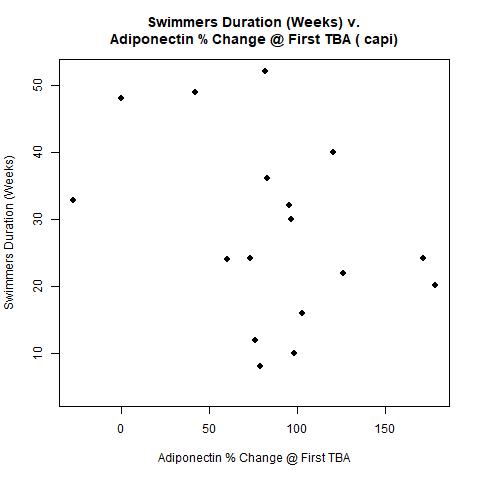 Swimmers Duration (Weeks) v.
Adiponectin % Change @ First TBA ( capi)
Swimmers Duration (Weeks)
50
40
30
20
10
0
50
100
150
Adiponectin % Change @ First TBA